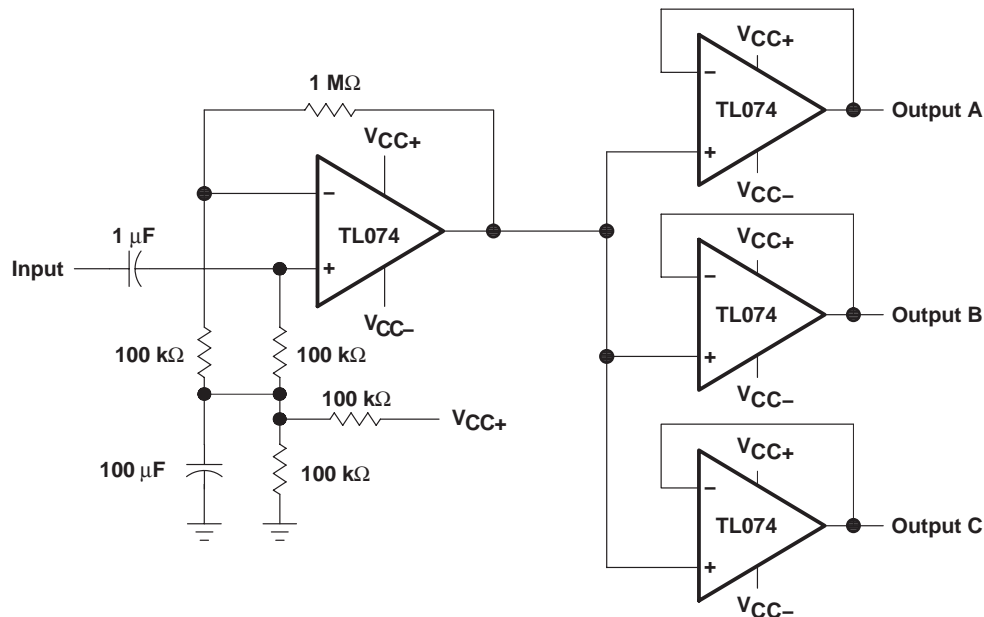 1 MΩ
VCC+
−
TL074
+
VCC−
1 µF
Input
100 kΩ
100 kΩ
100 kΩ
VCC+
100 µF
100 kΩ
VCC+
−
TL074
+
VCC−
Output A
VCC+
−
TL074
+
VCC−
Output B
VCC+
−
TL074
+
VCC−
Output C